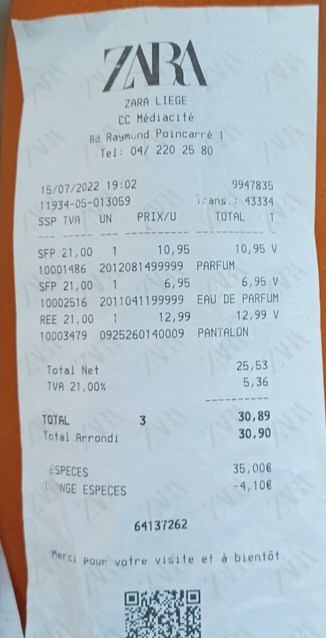 ZARA
ZARA LIEGE
CC Médiacité
Bd Raymond Poincarré 1
Tel: 04/ 220 25 80
15/07/2022 19:02 9947835
11934-05-013059 Trans.: 43334
SSP TVA UN PRIX/U TOTAL T
SFP 21,00 1 10,95 10,95 V
10001486 2012081499999 PARFUM
SFP 21,00 1 6,95 6,95 V
10002516 2011041199999 EAU DE PARFUM
REE 21,00 1 12,99 12,99 V
10003479 0925260140009 PANTALON
Total Net 25,53
TVA 21,00% 5,36
TOTAL 3 30,89
Total Arrondi 30,90
ESPECES 35,00€
ESPECES -4,10€
64137262
Merci pour votre visite et à bientôt.